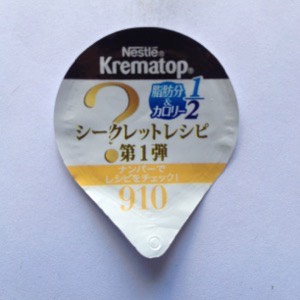 Nestlé®
Krematop®
?
脂肪分
&
カロリー
1/2
シークレットレシピ
第1弾
ナンバーで
レシピをチェック!
910